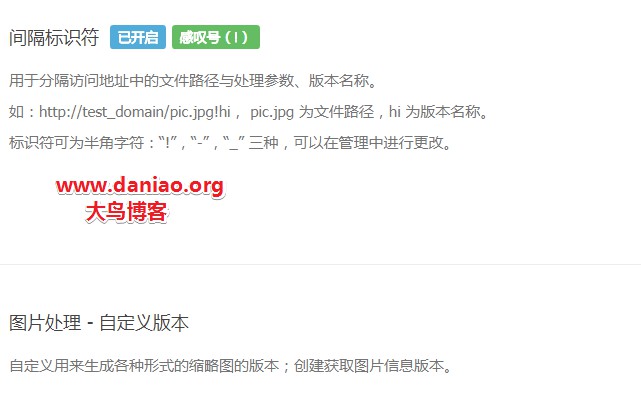 间隔标识符 已开启 感叹号 ( ! )
用于分隔访问地址中的文件路径与处理参数、版本名称。
如：http://test_domain/pic.jpg!hi， pic.jpg 为文件路径，hi 为版本名称。
标识符可为半角字符：“!”，“-”，“_” 三种，可以在管理中进行更改。
www.daniao.org
大鸟博客
图片处理 - 自定义版本
自定义用来生成各种形式的缩略图的版本；创建获取图片信息版本。